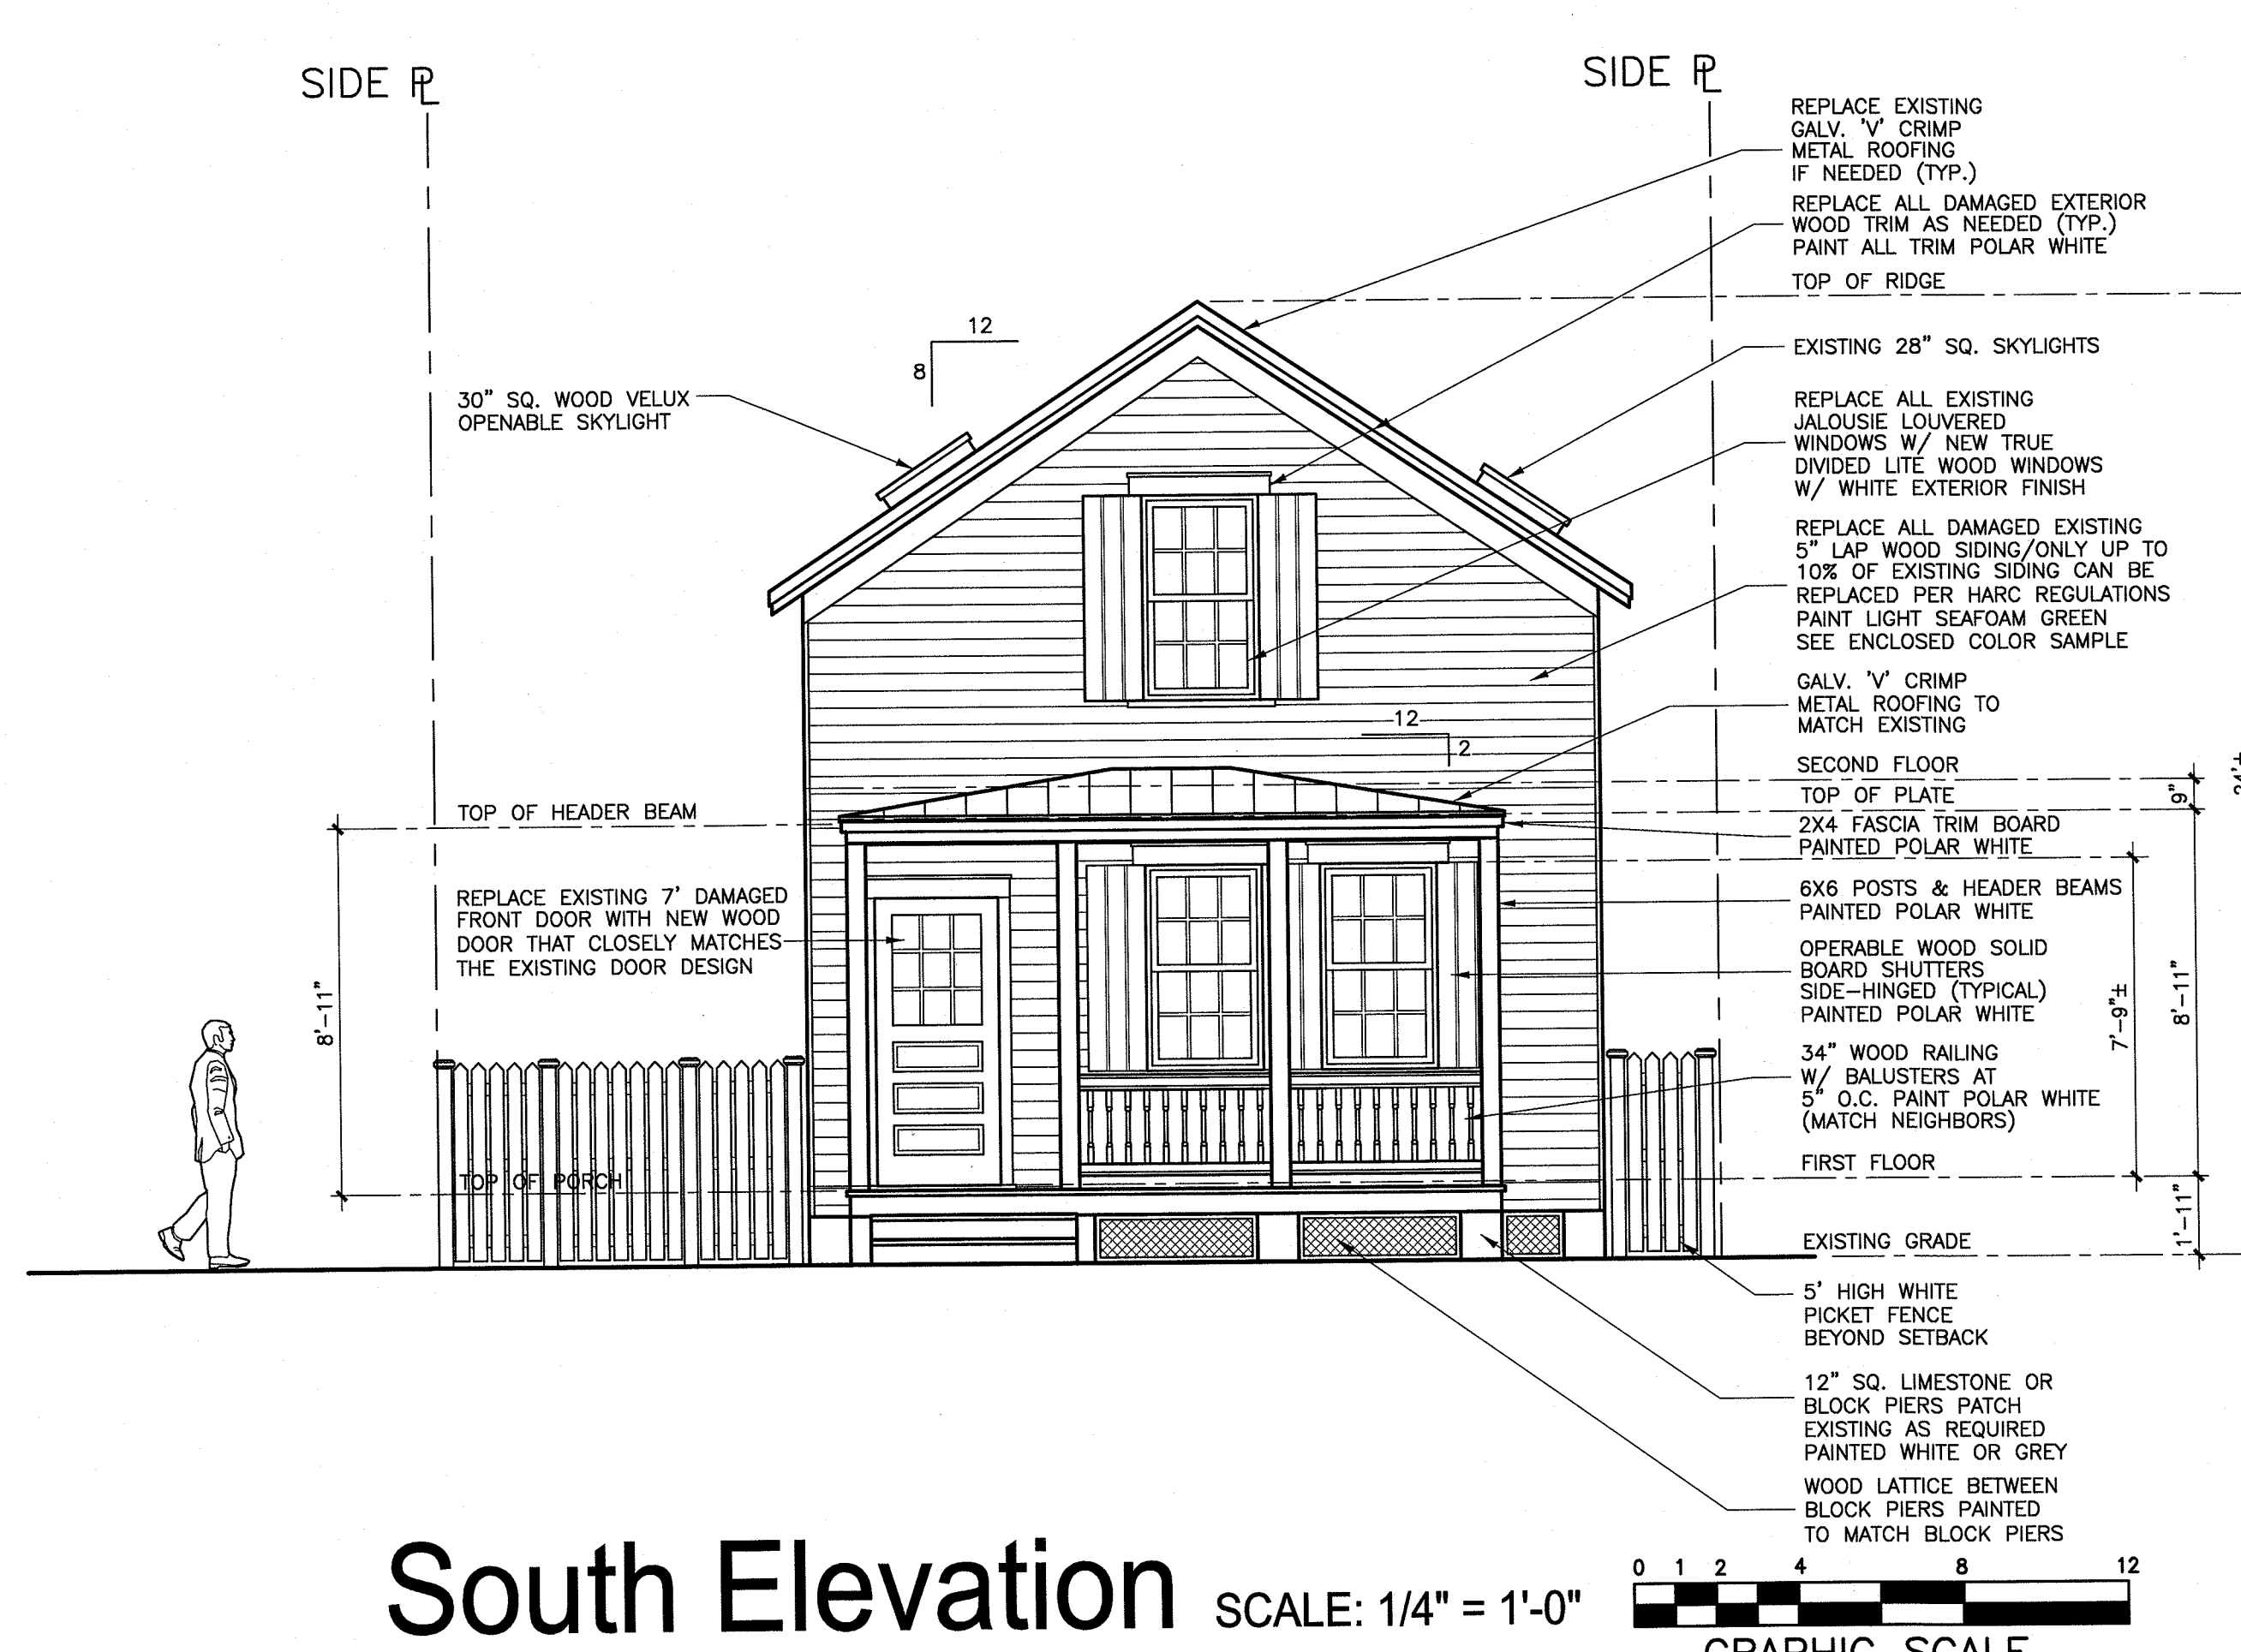 SIDE PL
SIDE PL
REPLACE EXISTING
GALV. 'V' CRIMP
METAL ROOFING
IF NEEDED (TYP.)
REPLACE ALL DAMAGED EXTERIOR
WOOD TRIM AS NEEDED (TYP.)
PAINT ALL TRIM POLAR WHITE
TOP OF RIDGE
12
8
EXISTING 28" SQ. SKYLIGHTS
30" SQ. WOOD VELUX
OPENABLE SKYLIGHT
REPLACE ALL EXISTING
JALOUSIE LOUVERED
WINDOWS W/ NEW TRUE
DIVIDED LITE WOOD WINDOWS
W/ WHITE EXTERIOR FINISH
REPLACE ALL DAMAGED EXISTING
5" LAP WOOD SIDING/ONLY UP TO
10% OF EXISTING SIDING CAN BE
REPLACED PER HARC REGULATIONS
PAINT LIGHT SEAFOAM GREEN
SEE ENCLOSED COLOR SAMPLE
GALV. 'V' CRIMP
METAL ROOFING TO
MATCH EXISTING
12
2
SECOND FLOOR
TOP OF PLATE
9"
TOP OF HEADER BEAM
2X4 FASCIA TRIM BOARD
PAINTED POLAR WHITE
6X6 POSTS & HEADER BEAMS
PAINTED POLAR WHITE
REPLACE EXISTING 7' DAMAGED
FRONT DOOR WITH NEW WOOD
DOOR THAT CLOSELY MATCHES
THE EXISTING DOOR DESIGN
OPERABLE WOOD SOLID
BOARD SHUTTERS
SIDE-HINGED (TYPICAL)
PAINTED POLAR WHITE
8'-11"
7'-9"±
8'-11"
34" WOOD RAILING
W/ BALUSTERS AT
5" O.C. PAINT POLAR WHITE
(MATCH NEIGHBORS)
FIRST FLOOR
TOP OF PORCH
1'-11"
EXISTING GRADE
5' HIGH WHITE
PICKET FENCE
BEYOND SETBACK
12" SQ. LIMESTONE OR
BLOCK PIERS PATCH
EXISTING AS REQUIRED
PAINTED WHITE OR GREY
WOOD LATTICE BETWEEN
BLOCK PIERS PAINTED
TO MATCH BLOCK PIERS
South Elevation SCALE: 1/4" = 1'-0"
0 1 2 4 8 12
GRAPHIC SCALE